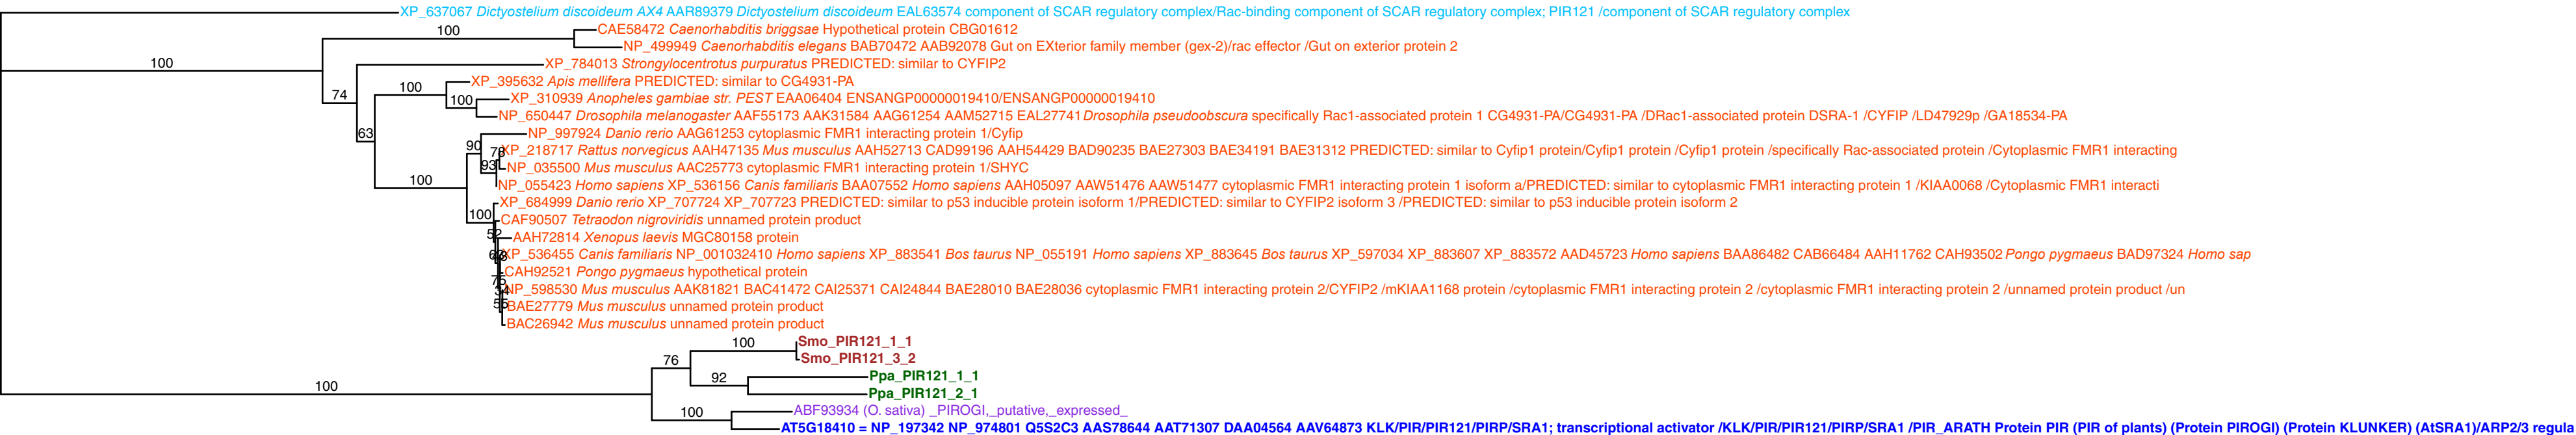 XP_637067 Dictyostelium discoideum AX4 AAR89379 Dictyostelium discoideum EAL63574 component of SCAR regulatory complex/Rac-binding component of SCAR regulatory complex; PIR121 /component of SCAR regulatory complex
100 CAE58472 Caenorhabditis briggsae Hypothetical protein CBG01612
NP_499949 Caenorhabditis elegans BAB70472 AAB92078 Gut on EXterior family member (gex-2)/rac effector /Gut on exterior protein 2
100 XP_784013 Strongylocentrotus purpuratus PREDICTED: similar to CYFIP2
100 XP_395632 Apis mellifera PREDICTED: similar to CG4931-PA
74 100 XP_310939 Anopheles gambiae str. PEST EAA06404 ENSANGP00000019410/ENSANGP00000019410
NP_650447 Drosophila melanogaster AAF55173 AAK31584 AAG61254 AAM52715 EAL27741 Drosophila pseudoobscura specifically Rac1-associated protein 1 CG4931-PA/CG4931-PA /DRac1-associated protein DSRA-1 /CYFIP /LD47929p /GA18534-PA
63 NP_997924 Danio rerio AAG61253 cytoplasmic FMR1 interacting protein 1/Cyfip
90 78 XP_218717 Rattus norvegicus AAH47135 Mus musculus AAH52713 CAD99196 AAH54429 BAD90235 BAE27303 BAE34191 BAE31312 PREDICTED: similar to Cyfip1 protein/Cyfip1 protein /Cyfip1 protein /specifically Rac-associated protein /Cytoplasmic FMR1 interacting
93 NP_035500 Mus musculus AAC25773 cytoplasmic FMR1 interacting protein 1/SHYC
100 NP_055423 Homo sapiens XP_536156 Canis familiaris BAA07552 Homo sapiens AAH05097 AAW51476 AAW51477 cytoplasmic FMR1 interacting protein 1 isoform a/PREDICTED: similar to cytoplasmic FMR1 interacting protein 1 /KIAA0068 /Cytoplasmic FMR1 interacti
XP_684999 Danio rerio XP_707724 XP_707723 PREDICTED: similar to p53 inducible protein isoform 1/PREDICTED: similar to CYFIP2 isoform 3 /PREDICTED: similar to p53 inducible protein isoform 2
100 CAF90507 Tetraodon nigroviridis unnamed protein product
52 AAH72814 Xenopus laevis MGC80158 protein
XP_536455 Canis familiaris NP_001032410 Homo sapiens XP_883541 Bos taurus NP_055191 Homo sapiens XP_883645 Bos taurus XP_597034 XP_883607 XP_883572 AAD45723 Homo sapiens BAA86482 CAB66484 AAH11762 CAH93502 Pongo pygmaeus BAD97324 Homo sap
CAH92521 Pongo pygmaeus hypothetical protein
NP_598530 Mus musculus AAK81821 BAC41472 CAI25371 CAI24844 BAE28010 BAE28036 cytoplasmic FMR1 interacting protein 2/CYFIP2 /mKIAA1168 protein /cytoplasmic FMR1 interacting protein 2 /cytoplasmic FMR1 interacting protein 2 /unnamed protein product /un
BAE27779 Mus musculus unnamed protein product
BAC26942 Mus musculus unnamed protein product
100 Smo_PIR121_1_1
76 Smo_PIR121_3_2
92 Ppa_PIR121_1_1
100 Ppa_PIR121_2_1
100 ABF93934 (O. sativa) _PIROGI,_putative,_expressed_
AT5G18410 = NP_197342 NP_974801 Q5S2C3 AAS78644 AAT71307 DAA04564 AAV64873 KLK/PIR/PIR121/PIRP/SRA1; transcriptional activator /KLK/PIR/PIR121/PIRP/SRA1 /PIR_ARATH Protein PIR (PIR of plants) (Protein PIROGI) (Protein KLUNKER) (AtSRA1)/ARP2/3 regula